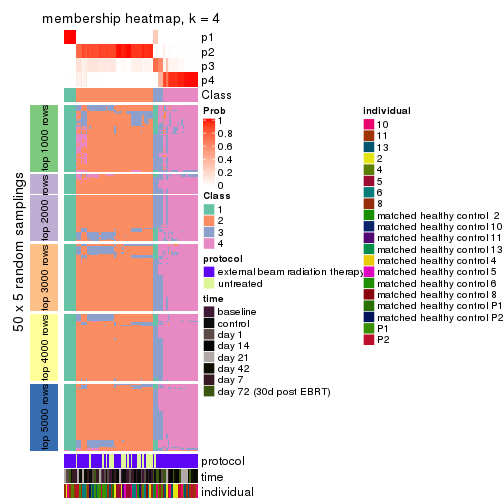 membership heatmap, k = 4
p1
p2
p3
p4
Class
50 x 5 random samplings
top 1000 rows
top 2000 rows
top 3000 rows
top 4000 rows
top 5000 rows
Prob
1
0.8
0.6
0.4
0.2
0
Class
1
2
3
4
protocol
external beam radiation therapy
untreated
time
baseline
control
day 1
day 14
day 21
day 42
day 7
day 72 (30d post EBRT)
individual
10
11
13
2
4
5
6
8
matched healthy control 2
matched healthy control 10
matched healthy control 11
matched healthy control 13
matched healthy control 4
matched healthy control 5
matched healthy control 6
matched healthy control 8
matched healthy control P1
matched healthy control P2
P1
P2
protocol
time
individual